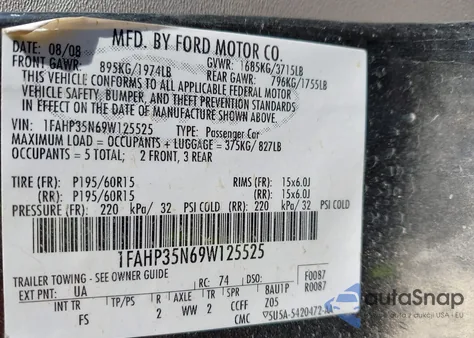 MFD. BY FORD MOTOR CO.
DATE: 08/08 GVWR: 1685KG/3715LB
FRONT GAWR: 895KG/1974LB REAR GAWR: 796KG/1755LB
THIS VEHICLE CONFORMS TO ALL APPLICABLE FEDERAL MOTOR
VEHICLE SAFETY, BUMPER, AND THEFT PREVENTION STANDARDS
IN EFFECT ON THE DATE OF MANUFACTURE SHOWN ABOVE.
VIN: 1FAHP35N69W125525 TYPE: Passenger Car
MAXIMUM LOAD = OCCUPANTS + LUGGAGE = 375KG/827LB
OCCUPANTS = 5 TOTAL; 2 FRONT, 3 REAR
TIRE (FR): P195/60R15 RIMS (FR): 15x6.0J
(RR): P195/60R15 (RR): 15x6.0J
PRESSURE (FR): 220 kPa/ 32 PSI COLD (RR): 220 kPa/ 32 PSI COLD
1FAHP35N69W125525
TRAILER TOWING - SEE OWNER GUIDE RC: 74 DSO: F0087
EXT PNT: UA BAU1P R0087
INT TR TP/PS R AXLE TR SPR Z05
FS 2 WW 2 CCFF
CMC
autaSnap